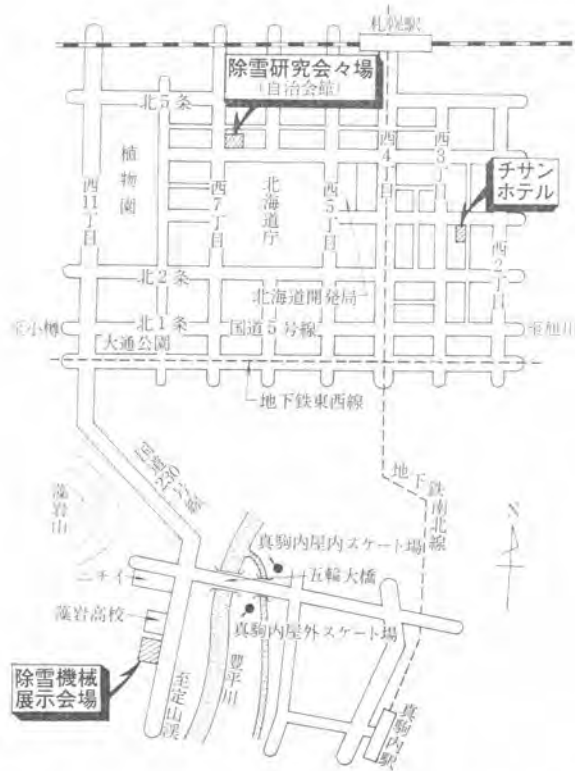 札幌駅
除雪研究会々場
(自治会館)
北5条
植物園
西11丁目
西7丁目
北海道庁
西5丁目
西4丁目
西3丁目
西2丁目
チサン
ホテル
北2条
北海道開発局
至小樽
北1条
国道5号線
至旭川
大通公園
地下鉄東西線
国道230号線
地下鉄南北線
藻岩山
N
真駒内屋内スケート場
ニチイ
五輪大橋
藻岩高校
真駒内屋外スケート場
除雪機械
展示会場
至定山渓
豊平川
真駒内駅